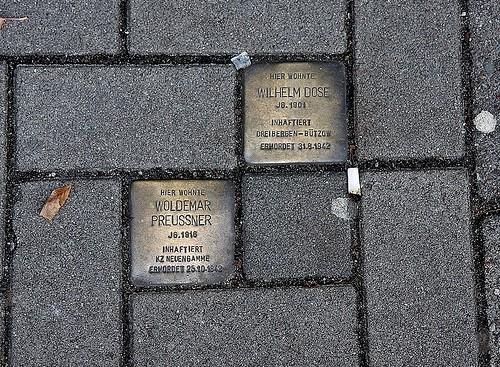 HIER WOHNTE
WILHELM DOSE
JG. 1901
INHAFTIERT
DREIBERGEN-BÜTZOW
ERMORDET 31.8.1942
HIER WOHNTE
WOLDEMAR
PREUSSNER
JG. 1916
INHAFTIERT
KZ NEUENGAMME
ERMORDET 25.10.1942